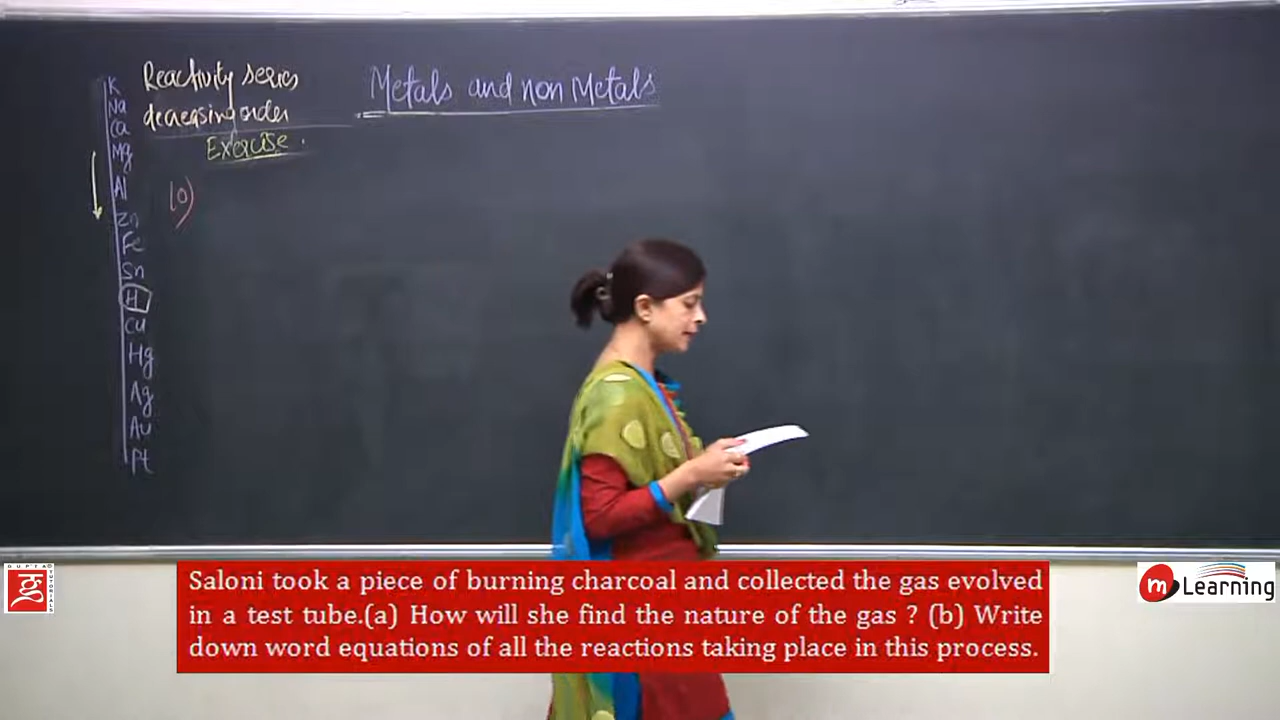 Reactivity series
decreasing order
Exercise.
Metals and non Metals
K
Na
Ca
Mg
Al
Zn
Fe
Sn
H
Cu
Hg
Ag
Au
Pt
10)
GUPTA
TUTORIALS
Saloni took a piece of burning charcoal and collected the gas evolved
in a test tube.(a) How will she find the nature of the gas ? (b) Write
down word equations of all the reactions taking place in this process.
m Learning